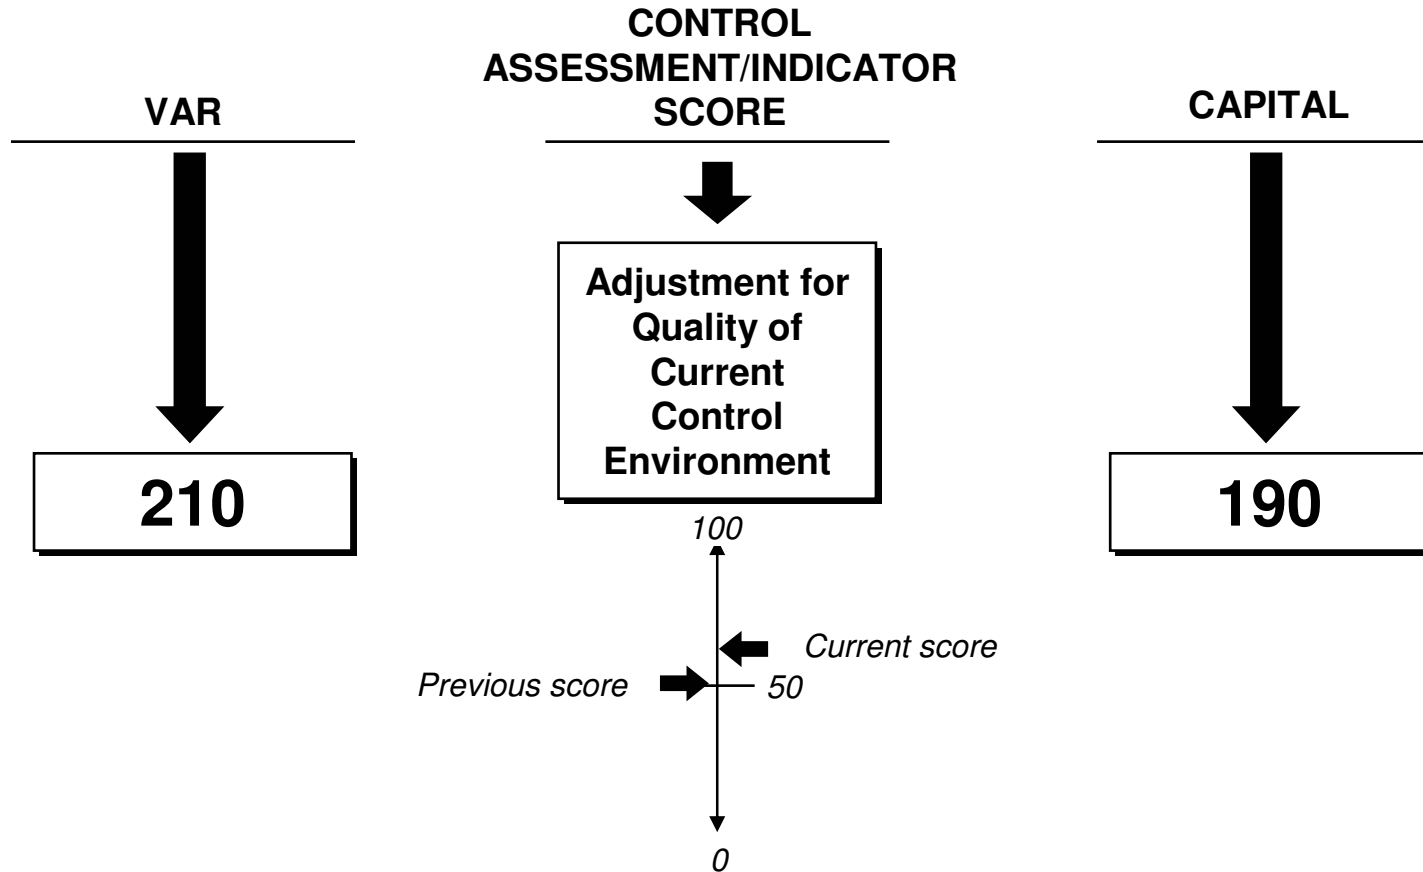 VAR
CONTROL
ASSESSMENT/INDICATOR
SCORE
CAPITAL
Adjustment for
Quality of
Current
Control
Environment
210
190
100
Current score
Previous score
50
0